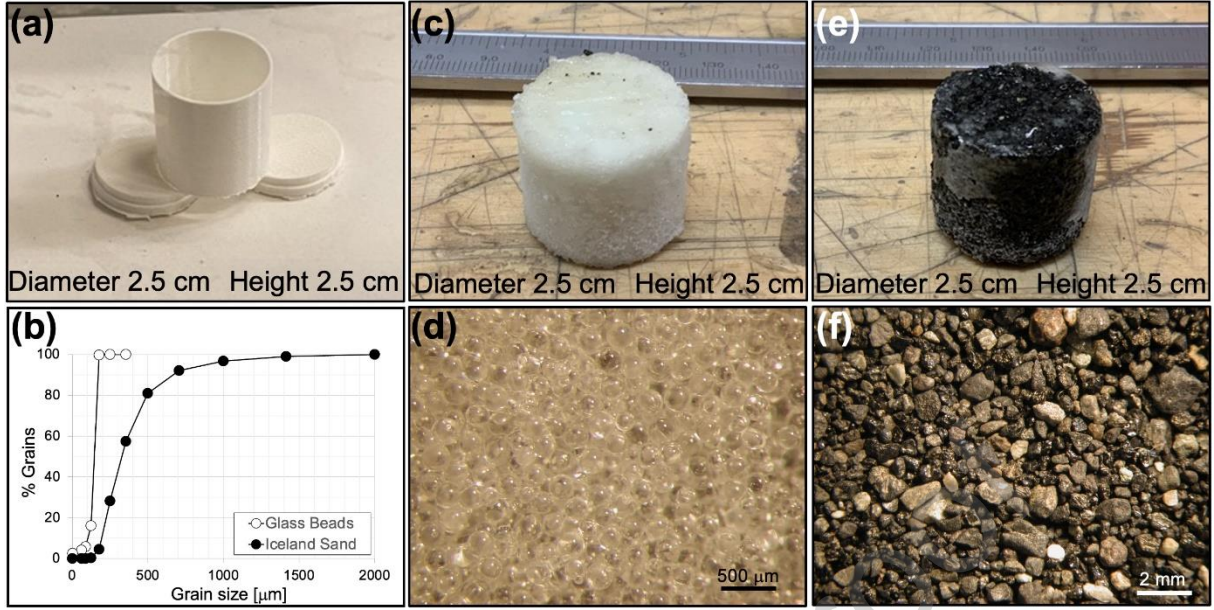 (a)
Diameter 2.5 cm Height 2.5 cm
(b)
100
80
60
40
20
0
% Grains
0 500 1000 1500 2000
Grain size [µm]
Glass Beads
Iceland Sand
(c)
Diameter 2.5 cm Height 2.5 cm
(d)
500 µm
(e)
Diameter 2.5 cm Height 2.5 cm
(f)
2 mm